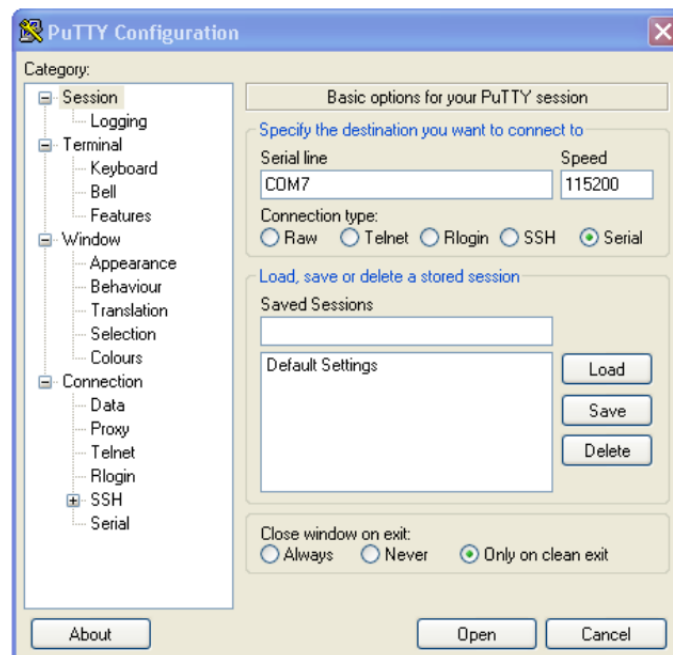 PuTTY Configuration
Category:
Session
Logging
Terminal
Keyboard
Bell
Features
Window
Appearance
Behaviour
Translation
Selection
Colours
Connection
Data
Proxy
Telnet
Rlogin
SSH
Serial
Basic options for your PuTTY session
Specify the destination you want to connect to
Serial line Speed
COM7 115200
Connection type:
Raw Telnet Rlogin SSH Serial
Load, save or delete a stored session
Saved Sessions
Default Settings
Load
Save
Delete
Close window on exit:
Always Never Only on clean exit
About Open Cancel